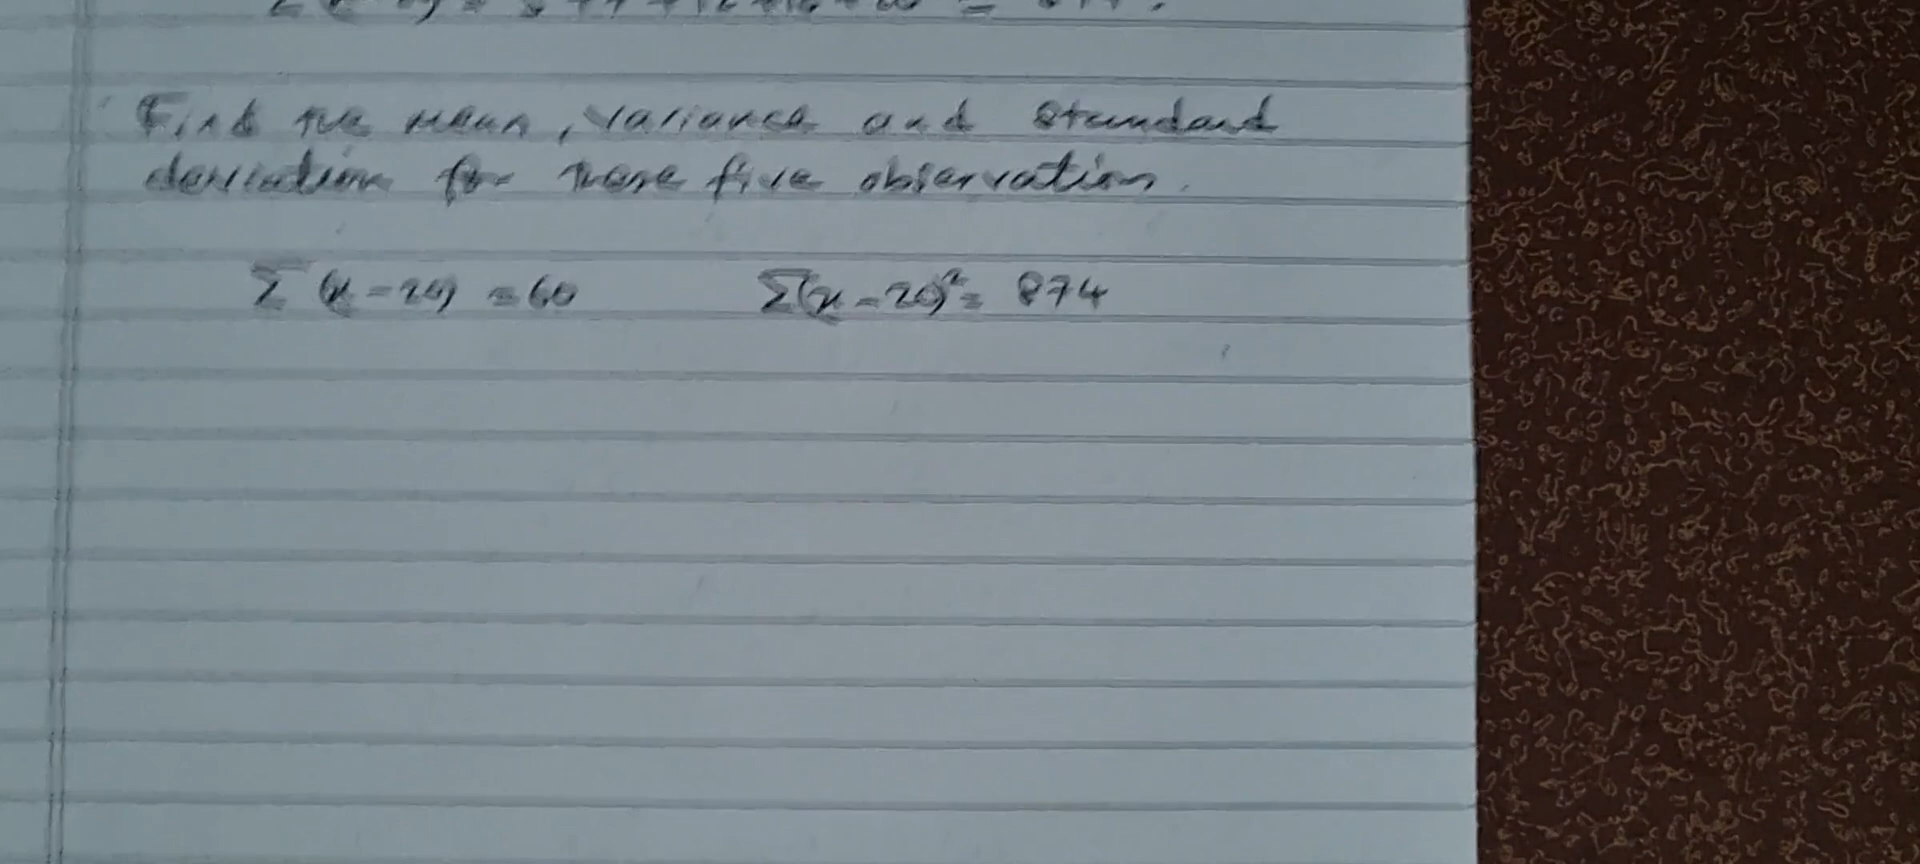 Find the mean, variance and standard
deviation for these five observation.
Σ(x-20) = 60 Σ(x-20)²= 874